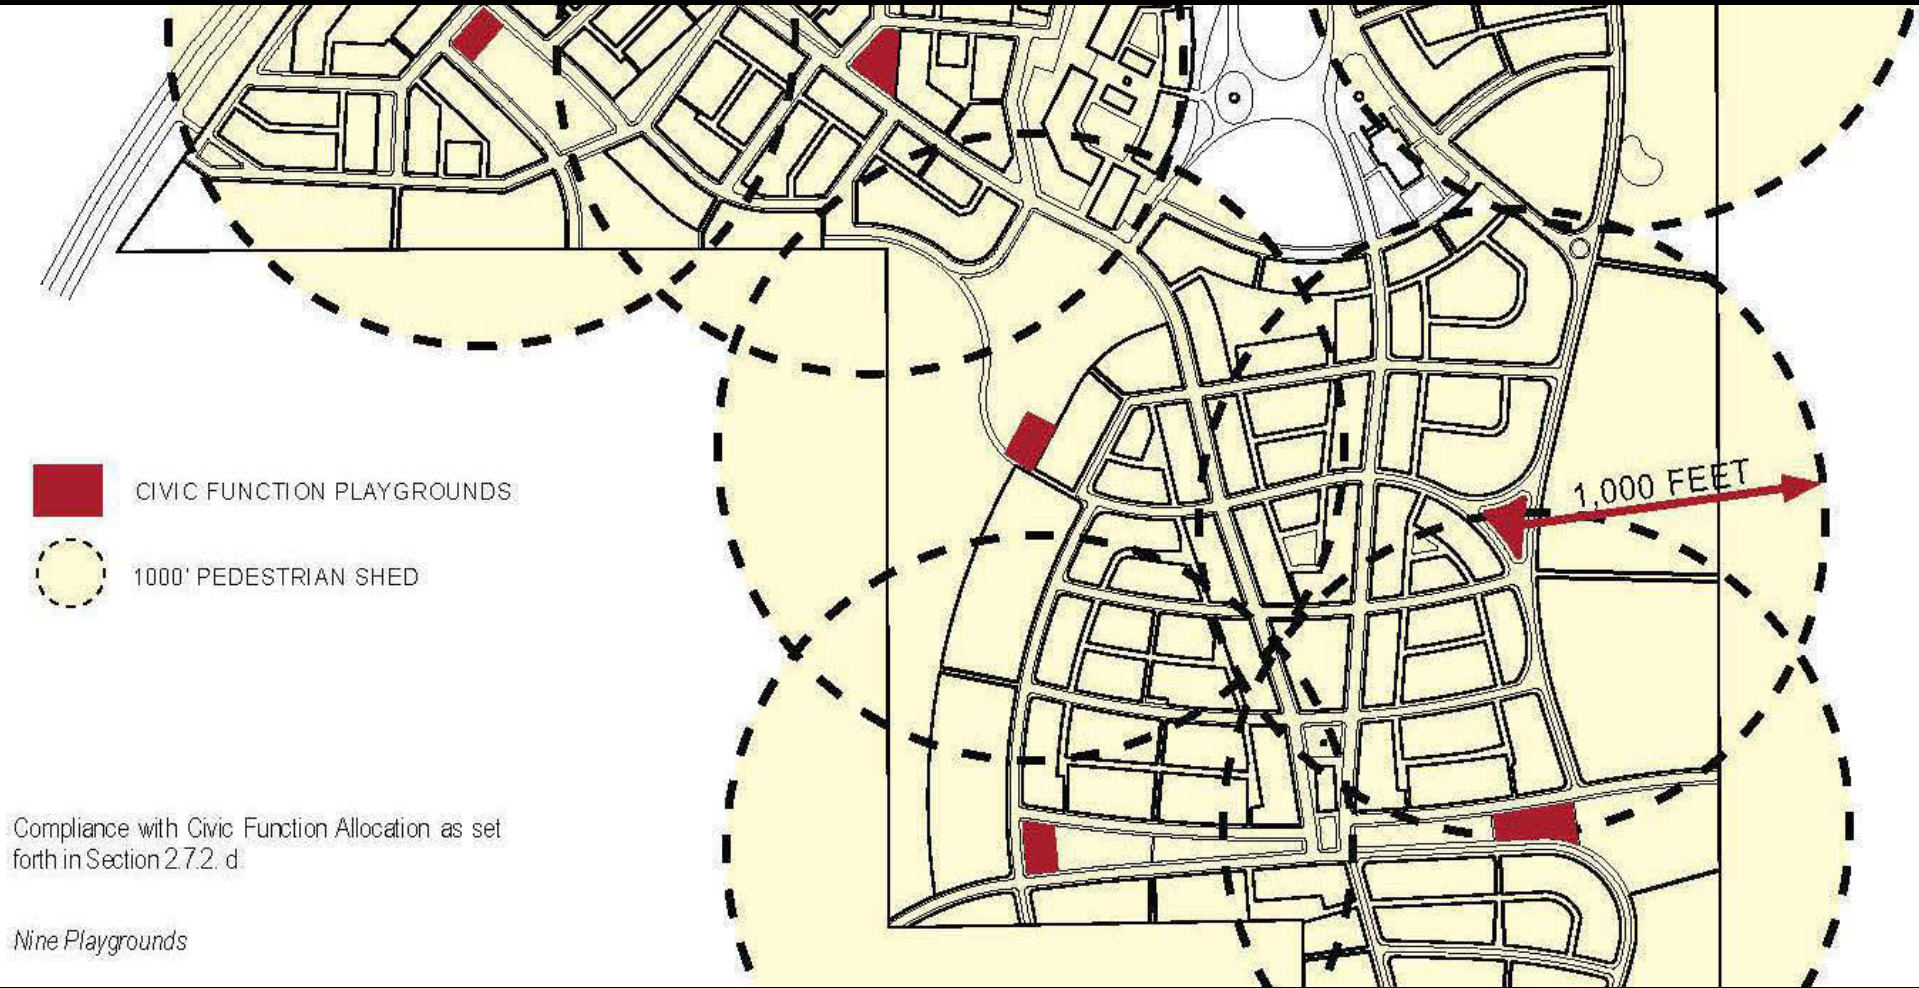 1,000 FEET
CIVIC FUNCTION PLAYGROUNDS
1000' PEDESTRIAN SHED
Compliance with Civic Function Allocation as set
forth in Section 2.7.2. d
Nine Playgrounds